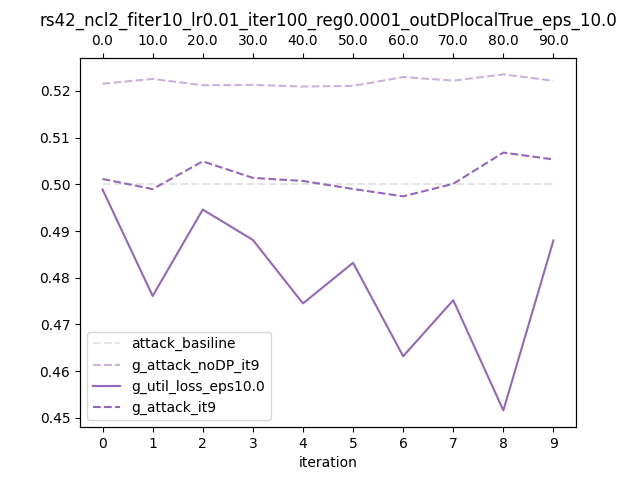 rs42_ncl2_fiter10_lr0.01_iter100_reg0.0001_outDPlocalTrue_eps_10.0
0.0 10.0 20.0 30.0 40.0 50.0 60.0 70.0 80.0 90.0
0.52
0.51
0.50
0.49
0.48
0.47
0.46
0.45
attack_basiline
g_attack_noDP_it9
g_util_loss_eps10.0
g_attack_it9
0 1 2 3 4 5 6 7 8 9
iteration